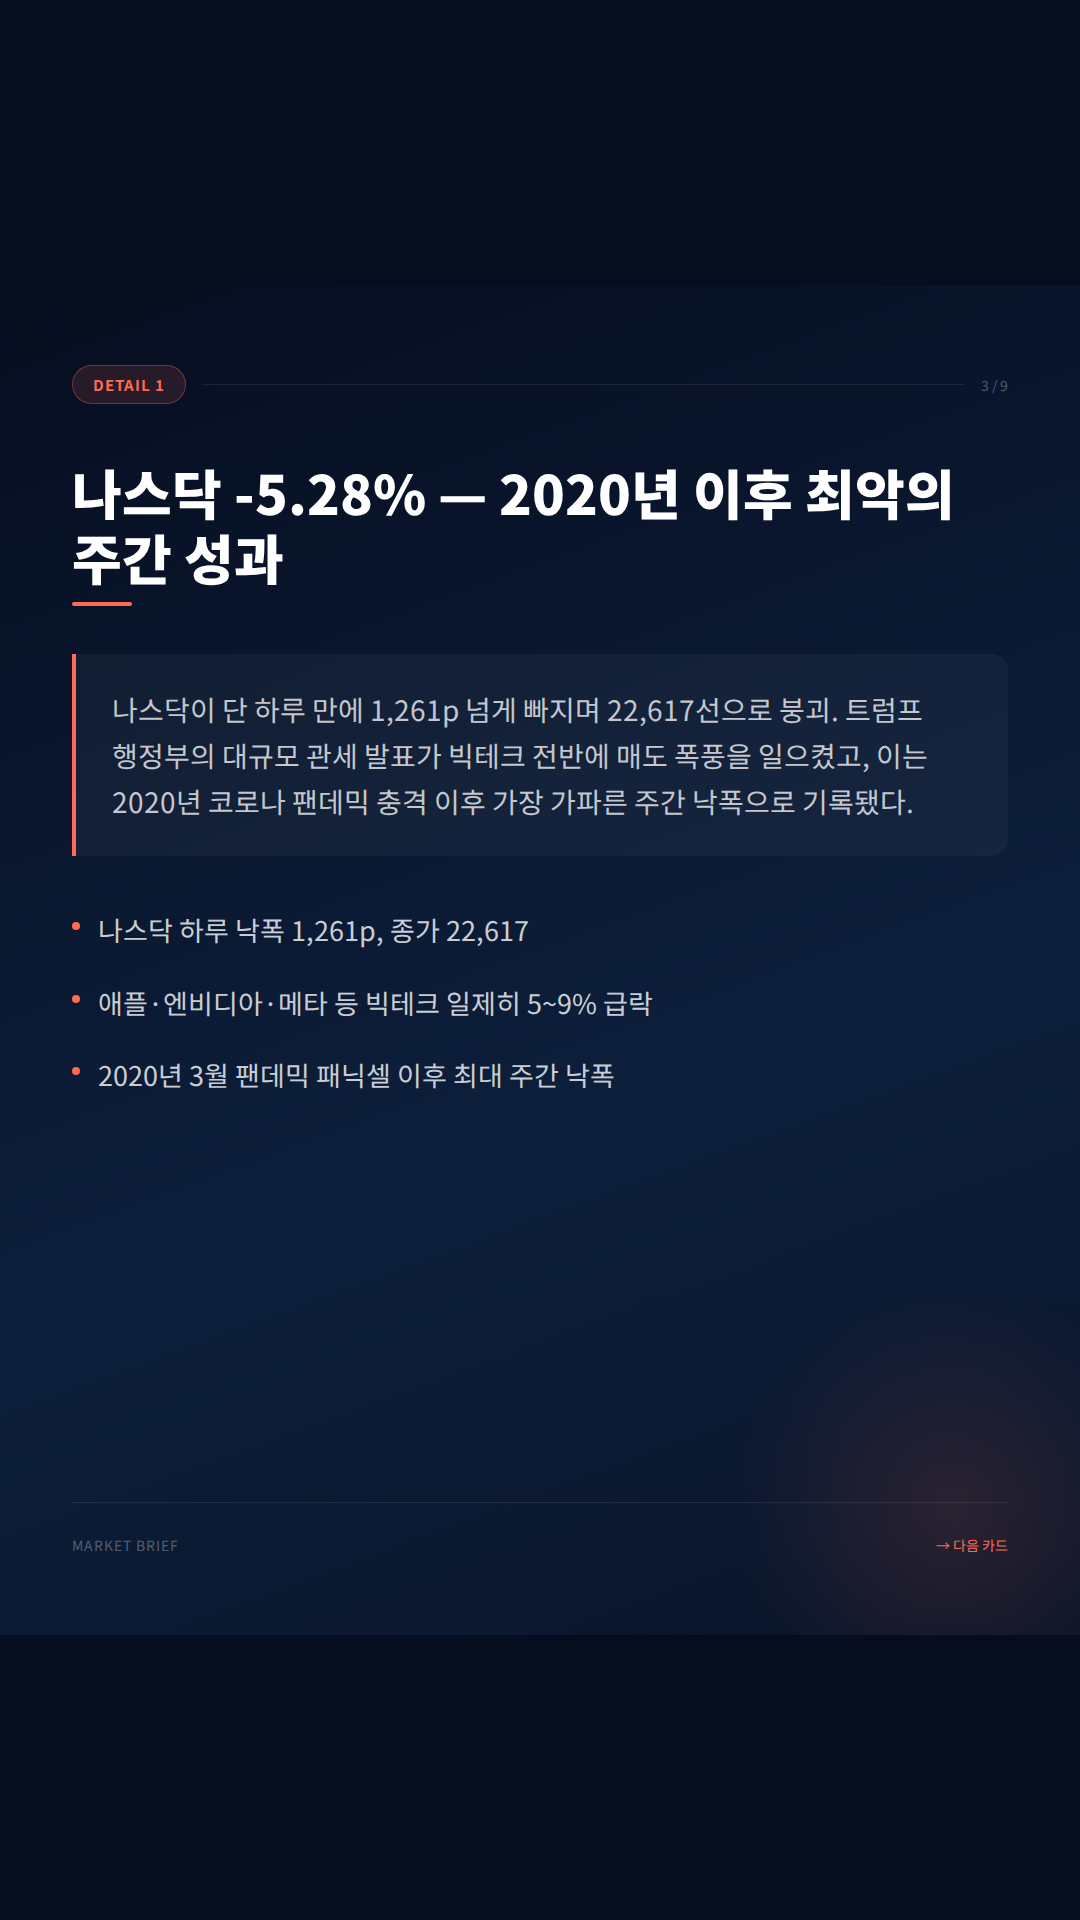 DETAIL 1
3 / 9
나스닥 -5.28% — 2020년 이후 최악의
주간 성과
나스닥이 단 하루 만에 1,261p 넘게 빠지며 22,617선으로 붕괴. 트럼프
행정부의 대규모 관세 발표가 빅테크 전반에 매도 폭풍을 일으켰고, 이는
2020년 코로나 팬데믹 충격 이후 가장 가파른 주간 낙폭으로 기록됐다.
• 나스닥 하루 낙폭 1,261p, 종가 22,617
• 애플·엔비디아·메타 등 빅테크 일제히 5~9% 급락
• 2020년 3월 팬데믹 패닉셀 이후 최대 주간 낙폭
MARKET BRIEF
→ 다음 카드